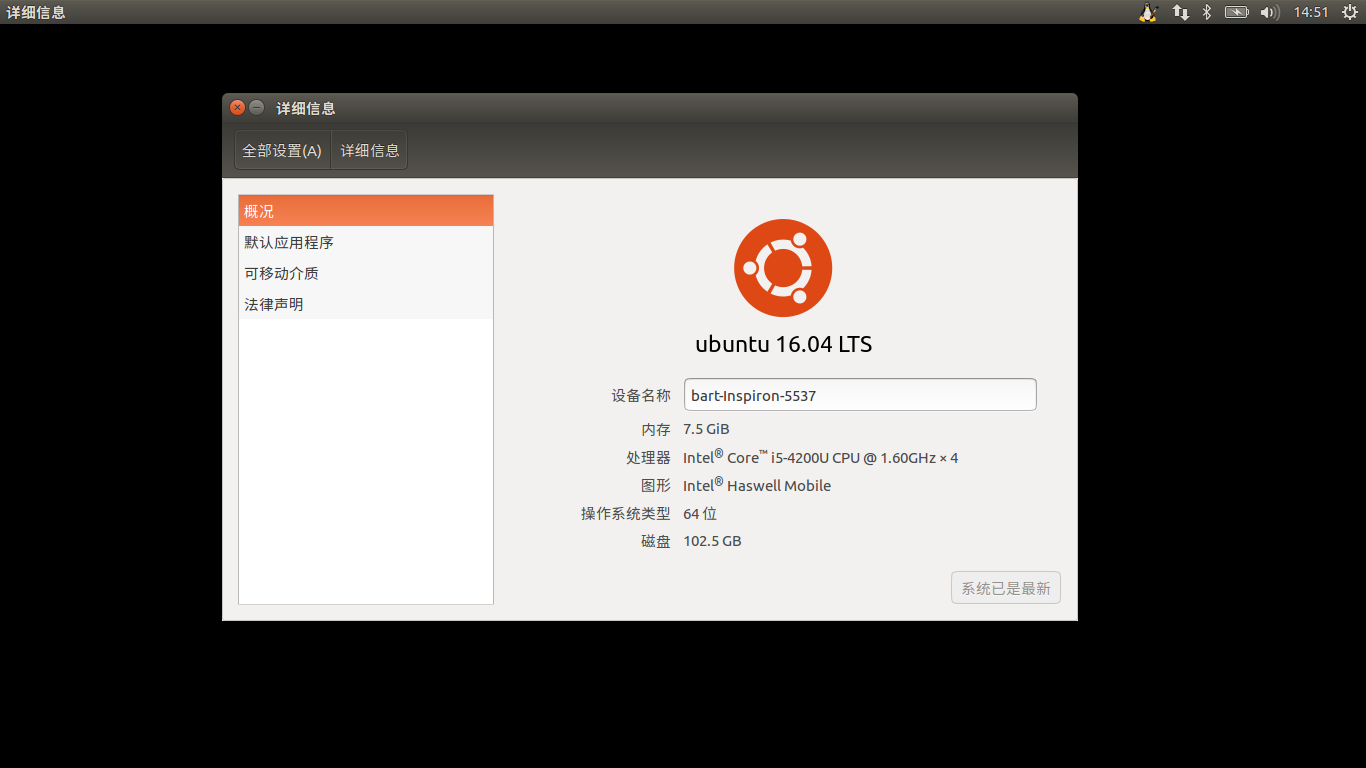 详细信息
14:51
详细信息
全部设置(A) 详细信息
概况
默认应用程序
可移动介质
法律声明
ubuntu 16.04 LTS
设备名称 bart-Inspiron-5537
内存 7.5 GiB
处理器 Intel® Core™ i5-4200U CPU @ 1.60GHz × 4
图形 Intel® Haswell Mobile
操作系统类型 64 位
磁盘 102.5 GB
系统已是最新